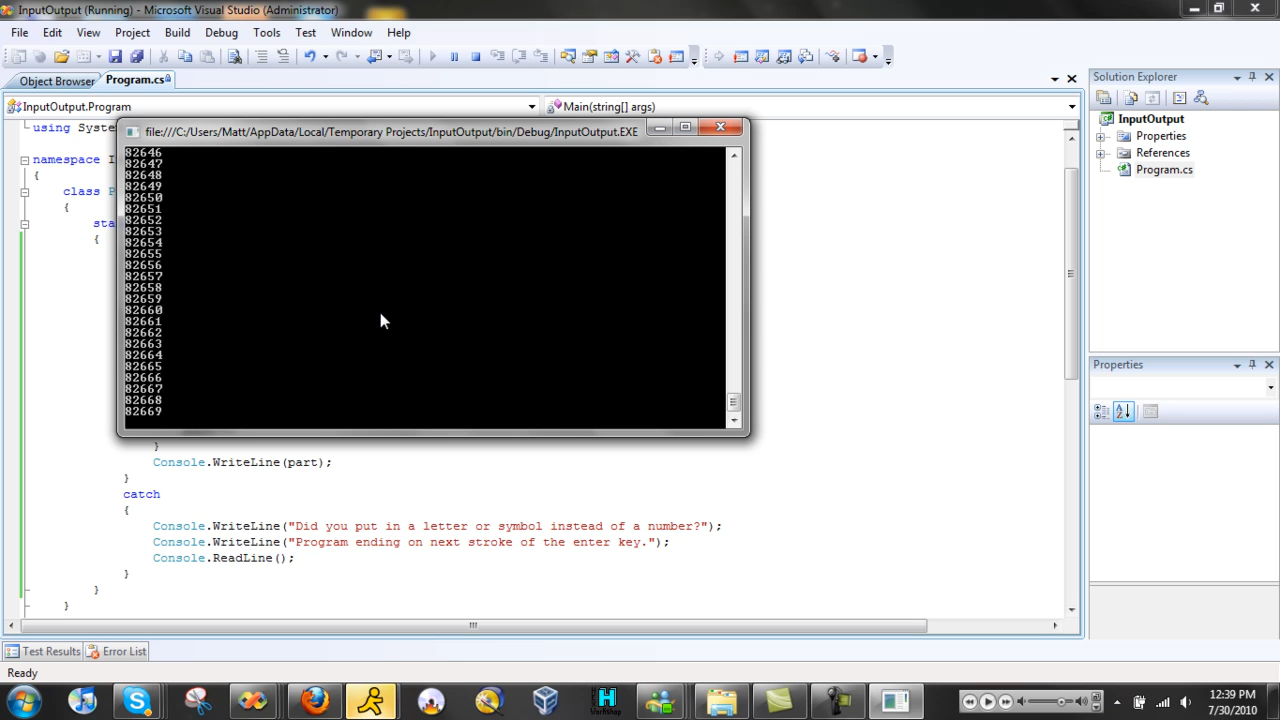 InputOutput (Running) - Microsoft Visual Studio (Administrator)
File Edit View Project Build Debug Tools Test Window Help
Object Browser Program.cs
InputOutput.Program Main(string[] args)
using Syste
namespace I
{
class P
{
sta
{
file:///C:/Users/Matt/AppData/Local/Temporary Projects/InputOutput/bin/Debug/InputOutput.EXE
82646
82647
82648
82649
82650
82651
82652
82653
82654
82655
82656
82657
82658
82659
82660
82661
82662
82663
82664
82665
82666
82667
82668
82669
}
Console.WriteLine(part);
}
catch
{
Console.WriteLine("Did you put in a letter or symbol instead of a number?");
Console.WriteLine("Program ending on next stroke of the enter key.");
Console.ReadLine();
}
}
}
Solution Explorer
InputOutput
Properties
References
Program.cs
Properties
Test Results Error List
Ready
H
Workshop
12:39 PM
7/30/2010